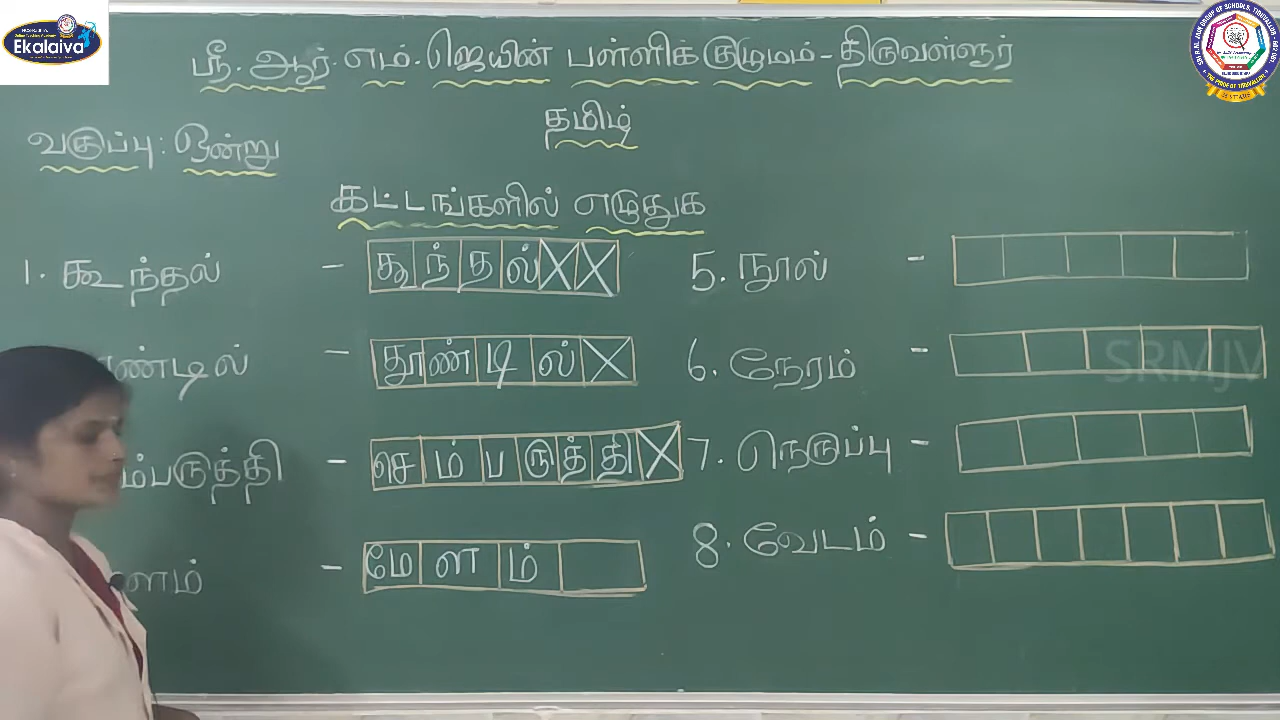 Ekalaiva
ஸ்ரீ. ஆர். எம். ஜெயின் பள்ளிக் குழுமம் - திருவள்ளூர்
தமிழ்
வகுப்பு : ஒன்று
கட்டங்களில் எழுதுக
1. கூந்தல் - கூ ந் த ல் X X
ண்டில் - தூ ண் டி ல் X
ம்பருத்தி - செ ம் ப ரு த் தி X
ளம் - மே ள ம்
5. நூல் -
6. நேரம் -
7. நெருப்பு -
8. வேடம் -
SRMJV